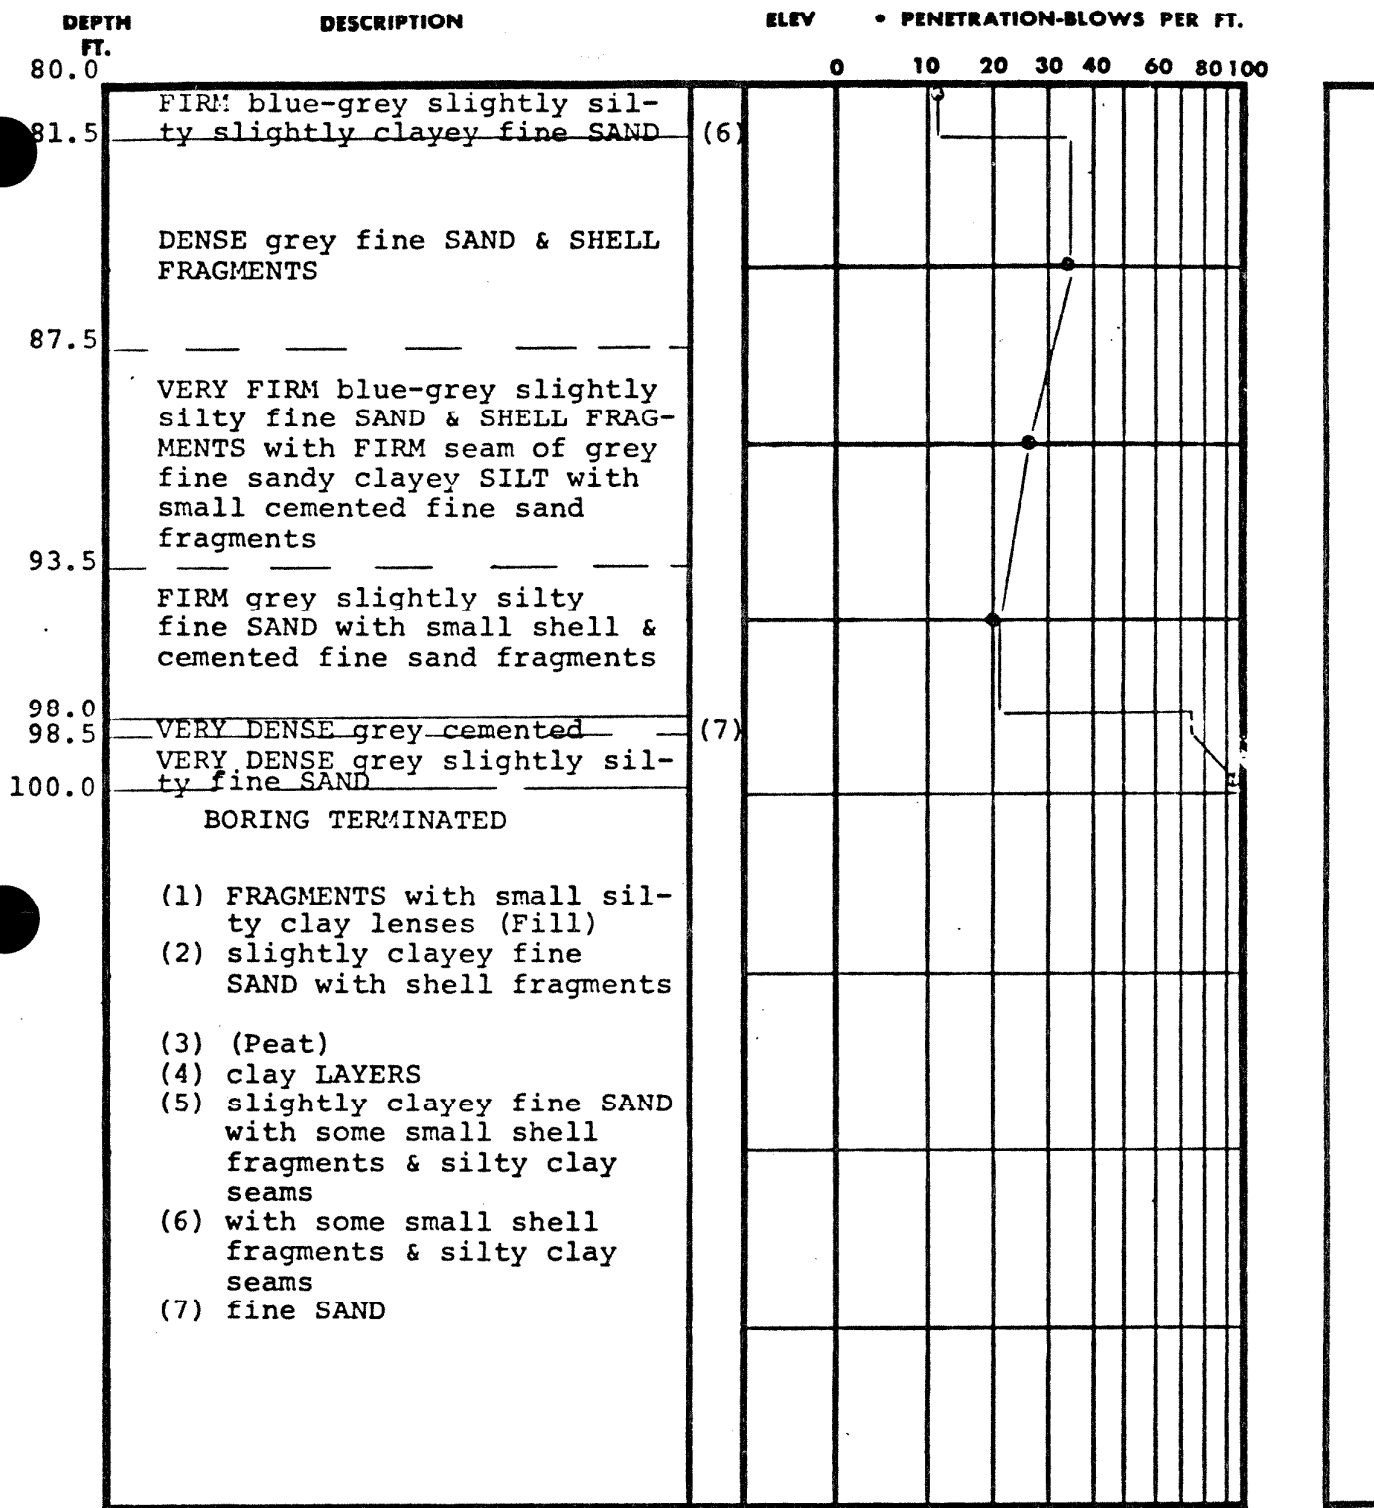 DEPTH DESCRIPTION ELEV • PENETRATION-BLOWS PER FT.
FT.
80.0 0 10 20 30 40 60 80 100
FIRM blue-grey slightly sil-
81.5 ty slightly clayey fine SAND (6)
DENSE grey fine SAND & SHELL
FRAGMENTS
87.5
VERY FIRM blue-grey slightly
silty fine SAND & SHELL FRAG-
MENTS with FIRM seam of grey
fine sandy clayey SILT with
small cemented fine sand
fragments
93.5
FIRM grey slightly silty
fine SAND with small shell &
cemented fine sand fragments
98.0
98.5 VERY DENSE grey cemented (7)
VERY DENSE grey slightly sil-
100.0 ty fine SAND
BORING TERMINATED
(1) FRAGMENTS with small sil-
ty clay lenses (Fill)
(2) slightly clayey fine
SAND with shell fragments
(3) (Peat)
(4) clay LAYERS
(5) slightly clayey fine SAND
with some small shell
fragments & silty clay
seams
(6) with some small shell
fragments & silty clay
seams
(7) fine SAND